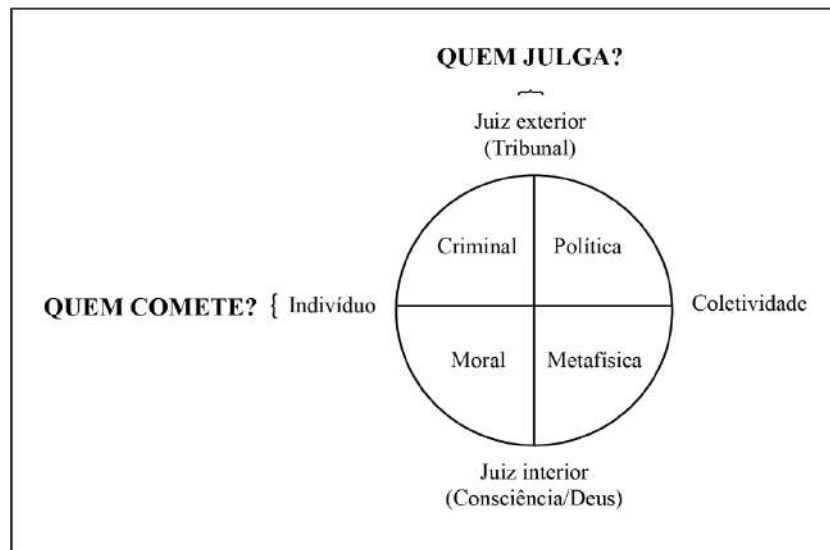 QUEM JULGA?
Juiz exterior
(Tribunal)
Criminal
Política
QUEM COMETE? { Indivíduo
Coletividade
Moral
Metafísica
Juiz interior
(Consciência/Deus)